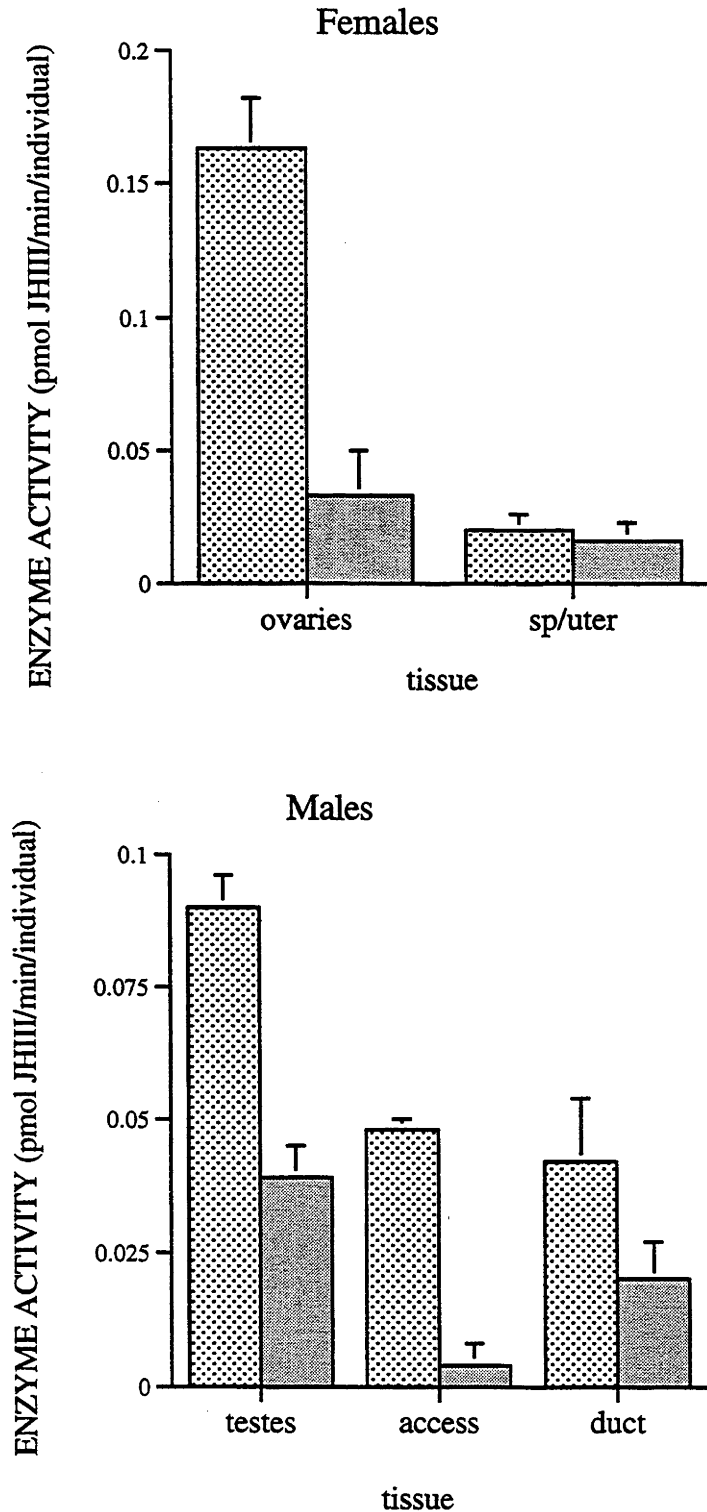 Females
ENZYME ACTIVITY (pmol JHIII/min/individual)
0.2
0.15
0.1
0.05
0
ovaries
sp/uter
tissue
Males
ENZYME ACTIVITY (pmol JHIII/min/individual)
0.1
0.075
0.05
0.025
0
testes
access
duct
tissue